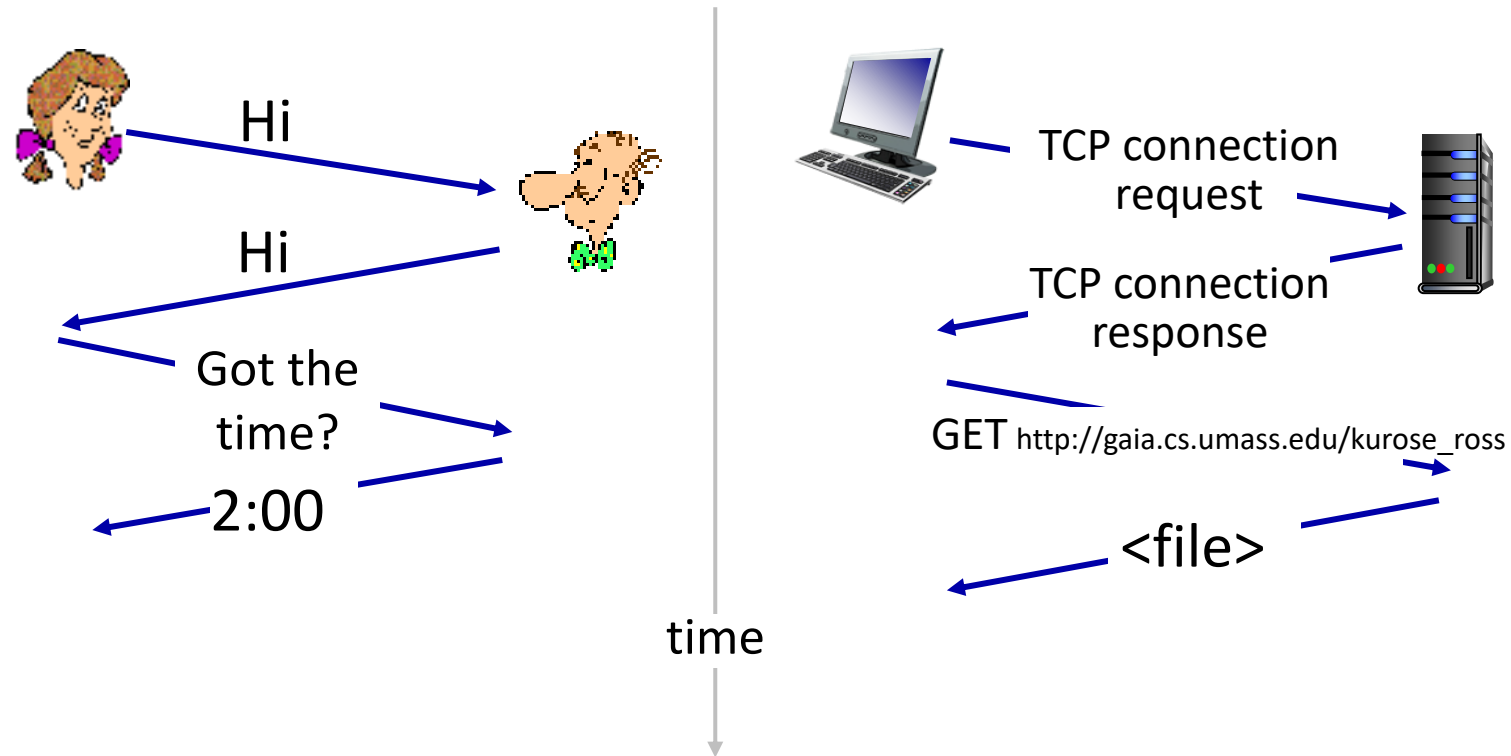 Hi
Hi
Got the
time?
2:00
time
TCP connection
request
TCP connection
response
GET http://gaia.cs.umass.edu/kurose_ross
<file>